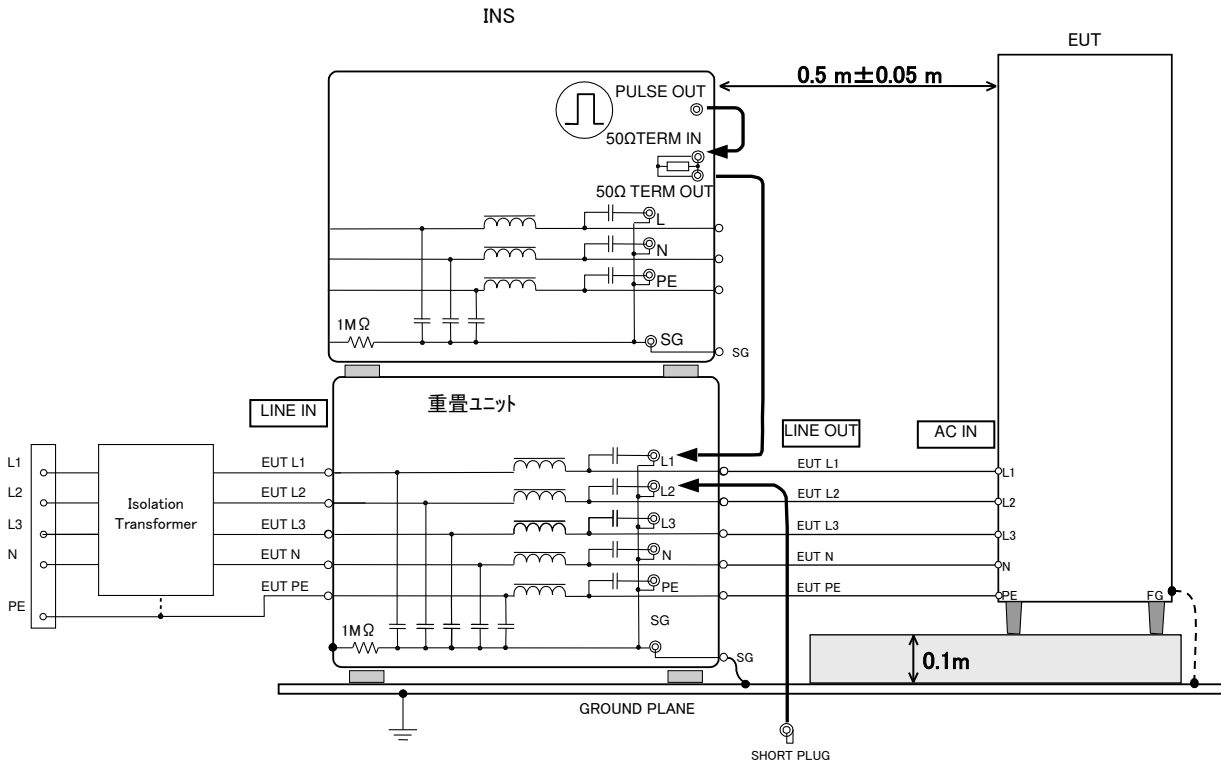 INS
EUT
0.5 m±0.05 m
PULSE OUT
50ΩTERM IN
50Ω TERM OUT
L
N
PE
1MΩ
SG
SG
重畳ユニット
LINE IN
LINE OUT
AC IN
L1
EUT L1
L1
EUT L1
L1
L2
EUT L2
L2
EUT L2
L2
Isolation
Transformer
L3
EUT L3
L3
EUT L3
L3
N
EUT N
N
EUT N
N
PE
EUT PE
PE
EUT PE
PE
FG
1MΩ
SG
SG
0.1m
GROUND PLANE
SHORT PLUG